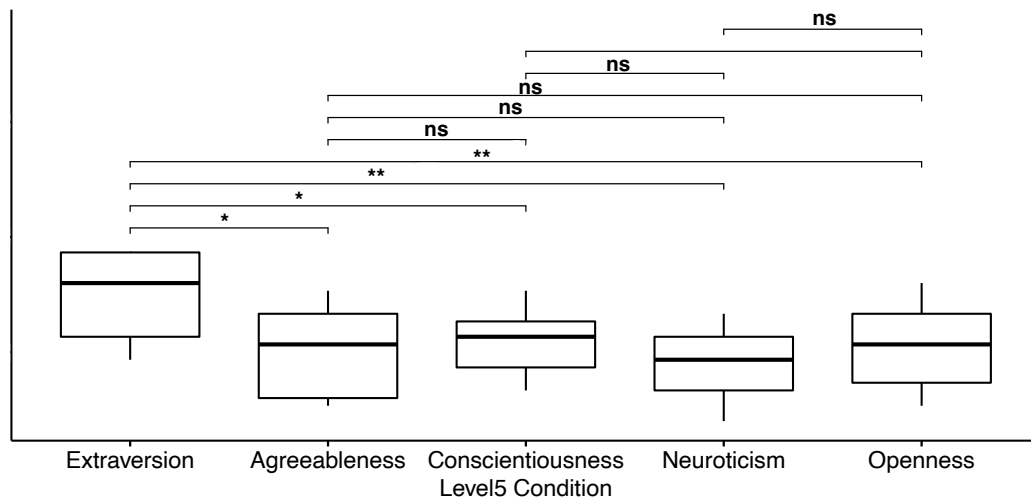 ns
ns
ns
ns
ns
**
**
*
*
Extraversion Agreeableness Conscientiousness Neuroticism Openness
Level5 Condition